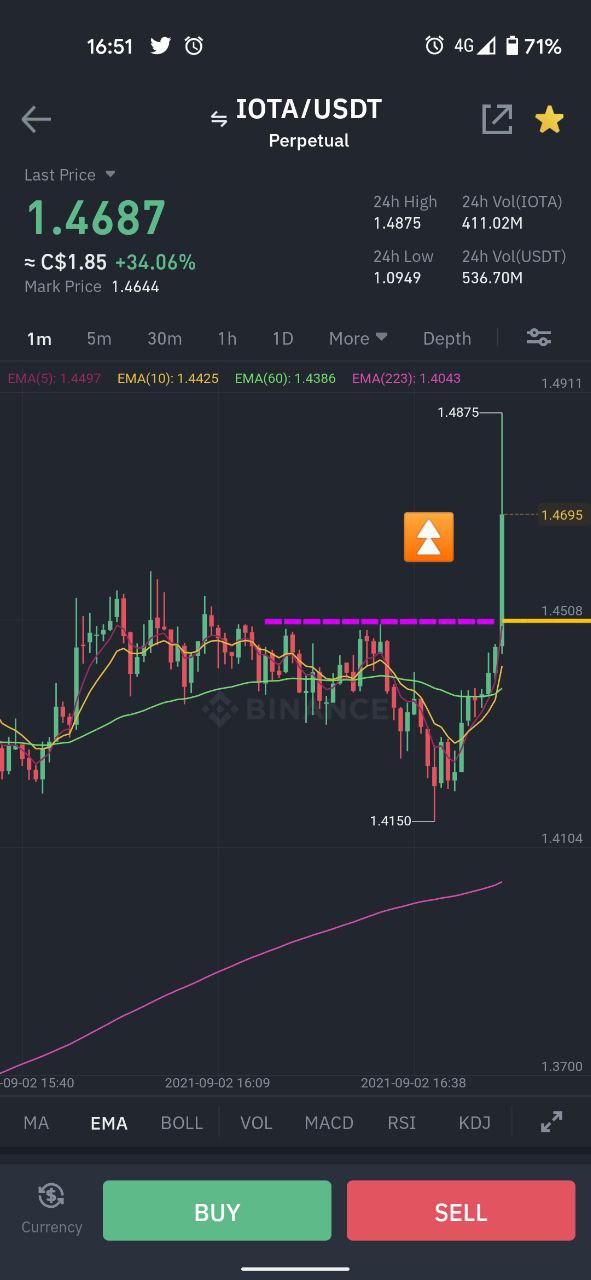 16:51
4G 71%
IOTA/USDT
Perpetual
Last Price
1.4687
≈ C$1.85 +34.06%
Mark Price 1.4644
24h High
1.4875
24h Vol(IOTA)
411.02M
24h Low
1.0949
24h Vol(USDT)
536.70M
1m 5m 30m 1h 1D More Depth
EMA(5): 1.4497 EMA(10): 1.4425 EMA(60): 1.4386 EMA(223): 1.4043
1.4911
1.4875
1.4695
1.4508
BINANCE
1.4150
1.4104
1.3700
-09-02 15:40 2021-09-02 16:09 2021-09-02 16:38
MA EMA BOLL VOL MACD RSI KDJ
Currency
BUY
SELL